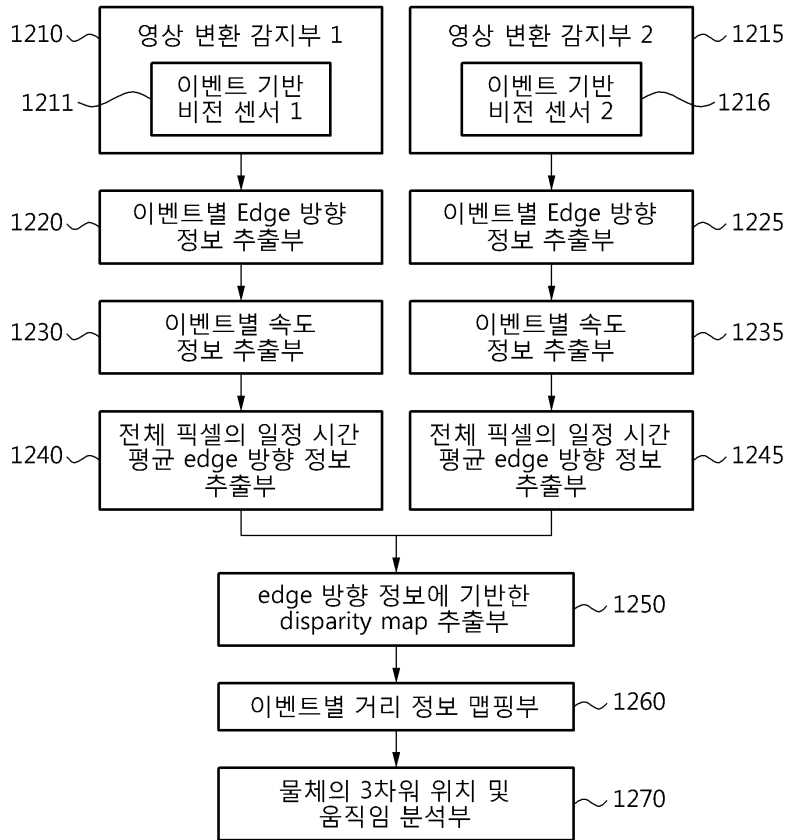 1210
영상 변환 감지부 1
이벤트 기반
비전 센서 1
1211
영상 변환 감지부 2
이벤트 기반
비전 센서 2
1215
1216
1220
이벤트별 Edge 방향
정보 추출부
이벤트별 Edge 방향
정보 추출부
1225
1230
이벤트별 속도
정보 추출부
이벤트별 속도
정보 추출부
1235
1240
전체 픽셀의 일정 시간
평균 edge 방향 정보
추출부
전체 픽셀의 일정 시간
평균 edge 방향 정보
추출부
1245
edge 방향 정보에 기반한
disparity map 추출부
1250
이벤트별 거리 정보 맵핑부
1260
물체의 3차워 위치 및
움직임 분석부
1270